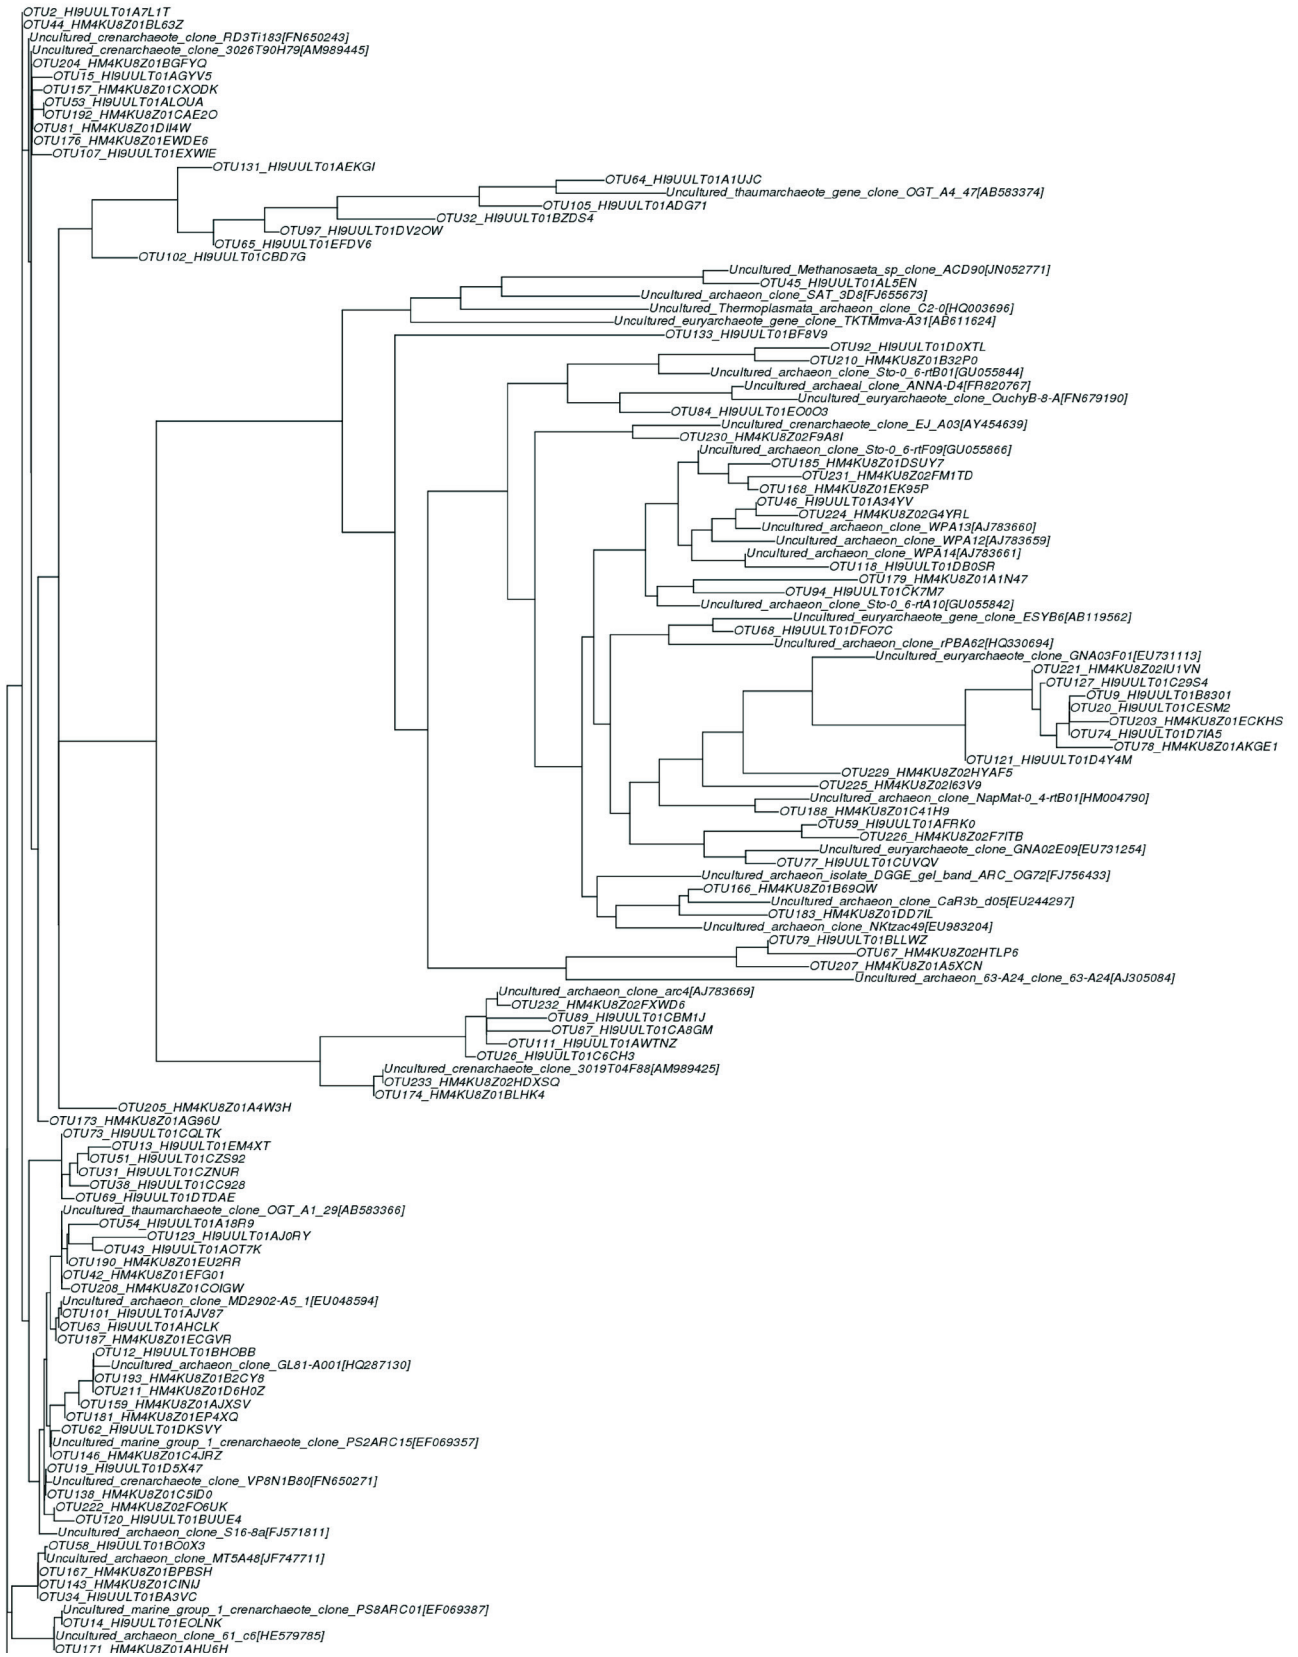 OTU2_HI9UULT01A7L1T
OTU44_HM4KU8Z01BL63Z
Uncultured_crenarchaeote_clone_RD3Ti183[FN650243]
Uncultured_crenarchaeote_clone_3026T90H79[AM989445]
OTU204_HM4KU8Z01BGFYQ
OTU15_HI9UULT01AGYV5
OTU157_HM4KU8Z01CXODK
OTU53_HI9UULT01ALOUA
OTU192_HM4KU8Z01CAE2O
OTU81_HM4KU8Z01DII4W
OTU176_HM4KU8Z01EWDE6
OTU107_HI9UULT01EXWIE
OTU131_HI9UULT01AEKGI
OTU64_HI9UULT01A1UJC
Uncultured_thaumarchaeote_gene_clone_OGT_A4_47[AB583374]
OTU105_HI9UULT01ADG71
OTU32_HI9UULT01BZDS4
OTU97_HI9UULT01DV2OW
OTU65_HI9UULT01EFDV6
OTU102_HI9UULT01CBD7G
Uncultured_Methanosaeta_sp_clone_ACD90[JN052771]
OTU45_HI9UULT01AL5EN
Uncultured_archaeon_clone_SAT_3D8[FJ655673]
Uncultured_Thermoplasmata_archaeon_clone_C2-0[HQ003696]
Uncultured_euryarchaeote_gene_clone_TKTMmva-A31[AB611624]
OTU133_HI9UULT01BF8V9
OTU92_HI9UULT01D0XTL
OTU210_HM4KU8Z01B32P0
Uncultured_archaeon_clone_Sto-0_6-rtB01[GU055844]
Uncultured_archaeal_clone_ANNA-D4[FR820767]
Uncultured_euryarchaeote_clone_OuchyB-8-A[FN679190]
OTU84_HI9UULT01EO0O3
Uncultured_crenarchaeote_clone_EJ_A03[AY454639]
OTU230_HM4KU8Z02F9A8I
Uncultured_archaeon_clone_Sto-0_6-rtF09[GU055866]
OTU185_HM4KU8Z01DSUY7
OTU231_HM4KU8Z02FM1TD
OTU168_HM4KU8Z01EK95P
OTU46_HI9UULT01A34YV
OTU224_HM4KU8Z02G4YRL
Uncultured_archaeon_clone_WPA13[AJ783660]
Uncultured_archaeon_clone_WPA12[AJ783659]
Uncultured_archaeon_clone_WPA14[AJ783661]
OTU118_HI9UULT01DB0SR
OTU179_HM4KU8Z01A1N47
OTU94_HI9UULT01CK7M7
Uncultured_archaeon_clone_Sto-0_6-rtA10[GU055842]
Uncultured_euryarchaeote_gene_clone_ESYB6[AB119562]
OTU68_HI9UULT01DFO7C
Uncultured_archaeon_clone_rPBA62[HQ330694]
Uncultured_euryarchaeote_clone_GNA03F01[EU731113]
OTU221_HM4KU8Z02IU1VN
OTU127_HI9UULT01C29S4
OTU9_HI9UULT01B8301
OTU20_HI9UULT01CESM2
OTU203_HM4KU8Z01ECKHS
OTU74_HI9UULT01D7IA5
OTU78_HM4KU8Z01AKGE1
OTU121_HI9UULT01D4Y4M
OTU229_HM4KU8Z02HYAF5
OTU225_HM4KU8Z02I63V9
Uncultured_archaeon_clone_NapMat-0_4-rtB01[HM004790]
OTU188_HM4KU8Z01C41H9
OTU59_HI9UULT01AFRK0
OTU226_HM4KU8Z02F7ITB
Uncultured_euryarchaeote_clone_GNA02E09[EU731254]
OTU77_HI9UULT01CUVQV
Uncultured_archaeon_isolate_DGGE_gel_band_ARC_OG72[FJ756433]
OTU166_HM4KU8Z01B69QW
Uncultured_archaeon_clone_CaR3b_d05[EU244297]
OTU183_HM4KU8Z01DD7IL
Uncultured_archaeon_clone_NKtzac49[EU983204]
OTU79_HI9UULT01BLLWZ
OTU67_HM4KU8Z02HTLP6
OTU207_HM4KU8Z01A5XCN
Uncultured_archaeon_63-A24_clone_63-A24[AJ305084]
Uncultured_archaeon_clone_arc4[AJ783669]
OTU232_HM4KU8Z02FXWD6
OTU89_HI9UULT01CBM1J
OTU87_HI9UULT01CA8GM
OTU111_HI9UULT01AWTNZ
OTU26_HI9UULT01C6CH3
Uncultured_crenarchaeote_clone_3019T04F88[AM989425]
OTU233_HM4KU8Z02HDXSQ
OTU174_HM4KU8Z01BLHK4
OTU205_HM4KU8Z01A4W3H
OTU173_HM4KU8Z01AG96U
OTU73_HI9UULT01CQLTK
OTU13_HI9UULT01EM4XT
OTU51_HI9UULT01CZS92
OTU31_HI9UULT01CZNUR
OTU38_HI9UULT01CC928
OTU69_HI9UULT01DTDAE
Uncultured_thaumarchaeote_clone_OGT_A1_29[AB583366]
OTU54_HI9UULT01A18R9
OTU123_HI9UULT01AJ0RY
OTU43_HI9UULT01AOT7K
OTU190_HM4KU8Z01EU2RR
OTU42_HM4KU8Z01EFG01
OTU208_HM4KU8Z01COIGW
Uncultured_archaeon_clone_MD2902-A5_1[EU048594]
OTU101_HI9UULT01AJV87
OTU63_HI9UULT01AHCLK
OTU187_HM4KU8Z01ECGVR
OTU12_HI9UULT01BHOBB
Uncultured_archaeon_clone_GL81-A001[HQ287130]
OTU193_HM4KU8Z01B2CY8
OTU211_HM4KU8Z01D6H0Z
OTU159_HM4KU8Z01AJXSV
OTU181_HM4KU8Z01EP4XQ
OTU62_HI9UULT01DKSVY
Uncultured_marine_group_1_crenarchaeote_clone_PS2ARC15[EF069357]
OTU146_HM4KU8Z01C4JRZ
OTU19_HI9UULT01D5X47
Uncultured_crenarchaeote_clone_VP8N1B80[FN650271]
OTU138_HM4KU8Z01C5ID0
OTU222_HM4KU8Z02FO6UK
OTU120_HI9UULT01BUUE4
Uncultured_archaeon_clone_S16-8a[FJ571811]
OTU58_HI9UULT01BO0X3
Uncultured_archaeon_clone_MT5A48[JF747711]
OTU167_HM4KU8Z01BPBSH
OTU143_HM4KU8Z01CINIJ
OTU34_HI9UULT01BA3VC
Uncultured_marine_group_1_crenarchaeote_clone_PS8ARC01[EF069387]
OTU14_HI9UULT01EOLNK
Uncultured_archaeon_clone_61_c6[HE579785]
OTU171_HM4KU8Z01AHU6H